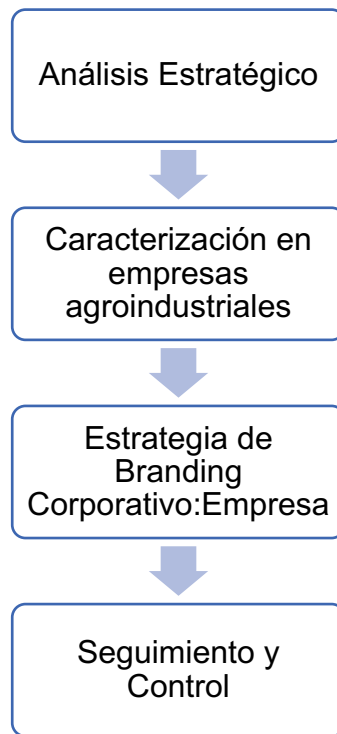 Análisis Estratégico
Caracterización en
empresas
agroindustriales
Estrategia de
Branding
Corporativo:Empresa
Seguimiento y
Control